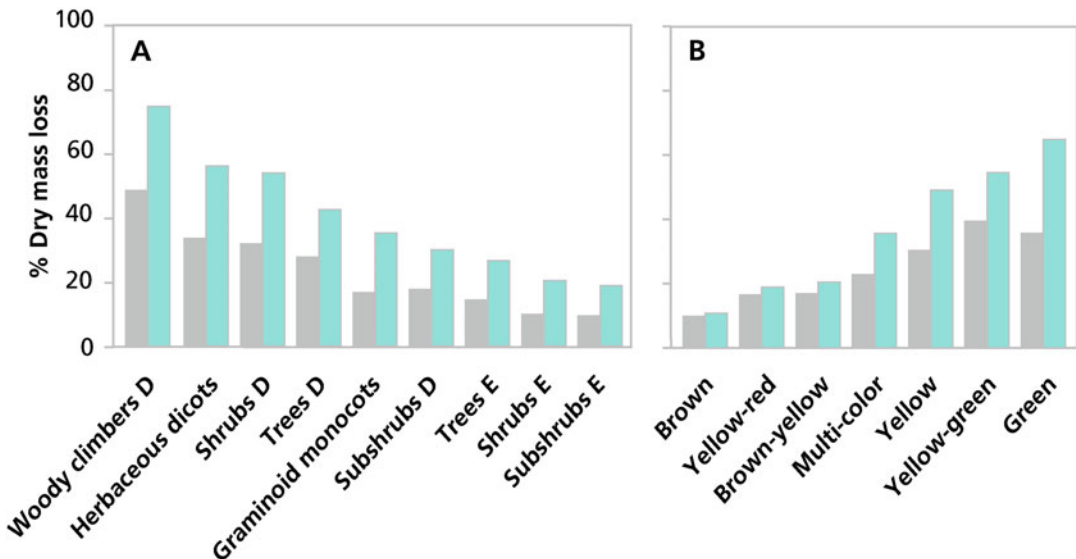 100
80
60
40
20
0
% Dry mass loss
A
B
Woody climbers D
Herbaceous dicots
Shrubs D
Trees D
Graminoid monocots
Subshrubs D
Trees E
Shrubs E
Subshrubs E
Brown
Yellow-red
Brown-yellow
Multi-color
Yellow
Yellow-green
Green